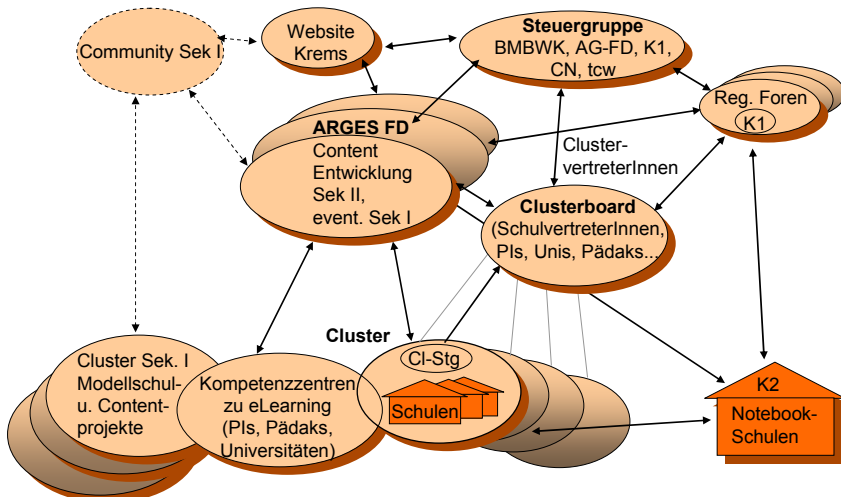 Community Sek I
Website
Krems
Steuergruppe
BMBWK, AG-FD, K1,
CN, tcw
Reg. Foren
K1
ARGES FD
Content
Entwicklung
Sek II,
event. Sek I
Cluster-
vertreterInnen
Clusterboard
(SchulvertreterInnen,
PIs, Unis, Pädaks...
Cluster
Cl-Stg
Schulen
Cluster Sek. I
Modellschul-
u. Content-
projekte
Kompetenzzentren
zu eLearning
(PIs, Pädaks,
Universitäten)
K2
Notebook-
Schulen